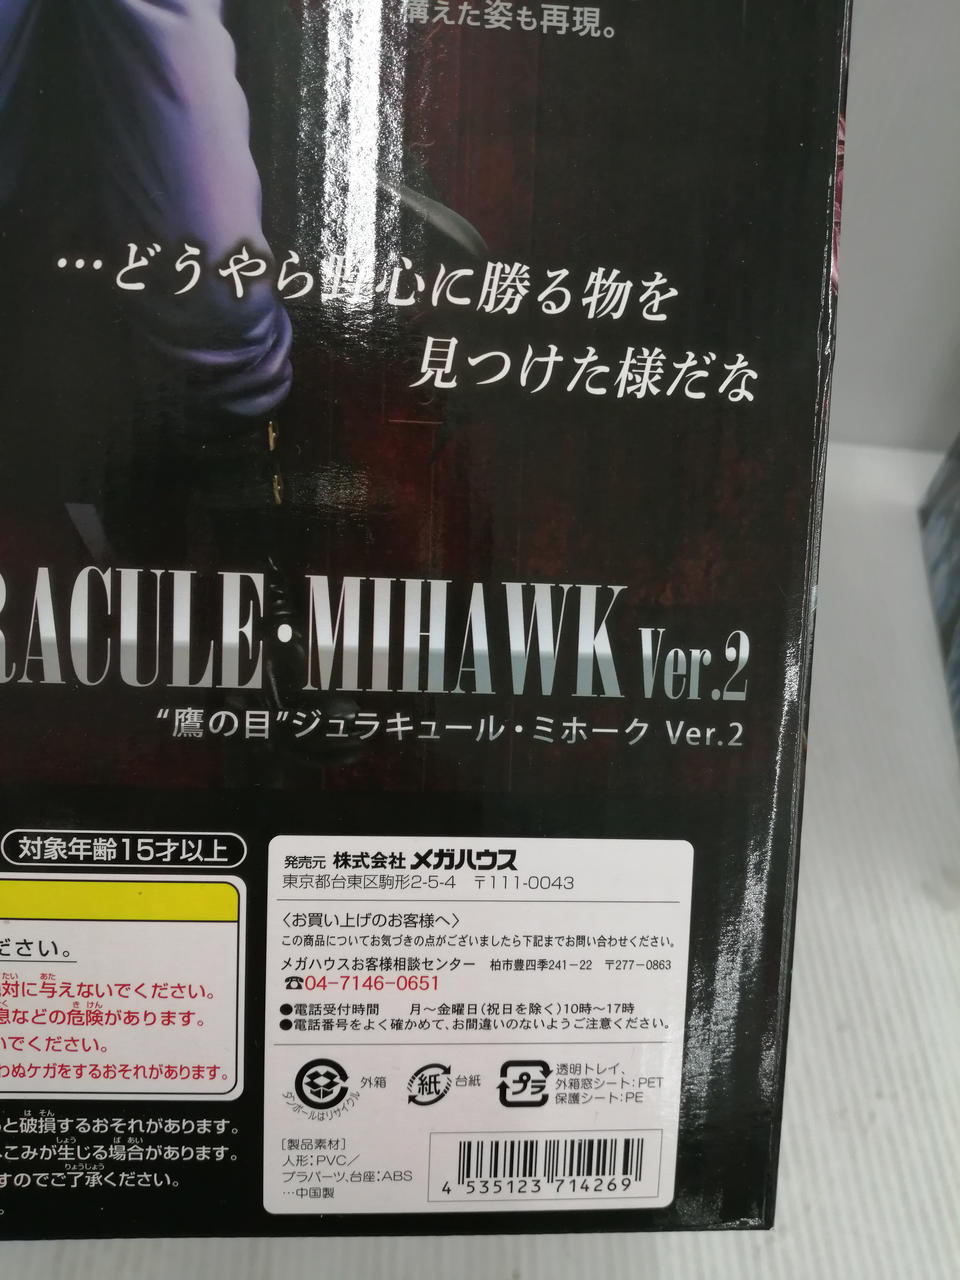 構えた姿も再現。
…どうやら野心に勝る物を
見つけた様だな
RACULE・MIHAWK Ver.2
“鷹の目”ジュラキュール・ミホーク Ver.2
対象年齢15才以上
ださい。
絶対に与えないでください。
息などの危険があります。
いでください。
わぬケガをするおそれがあります。
と破損するおそれがあります。
こみが生じる場合があります。
すのでご了承ください。
発売元 株式会社 メガハウス
東京都台東区駒形2-5-4 〒111-0043
〈お買い上げのお客様へ〉
この商品についてお気づきの点がございましたら下記までお問い合わせください。
メガハウスお客様相談センター 柏市豊四季241-22 〒277-0863
☎04-7146-0651
●電話受付時間 月〜金曜日(祝日を除く)10時〜17時
●電話番号をよく確かめて、お間違いのないようご注意ください。
ダンボールはリサイクル
外箱
紙
台紙
プラ
透明トレイ、
外箱窓シート:PET
保護シート:PE
[製品素材]
人形:PVC／
プラパーツ、台座:ABS
…中国製
4 535123 714269